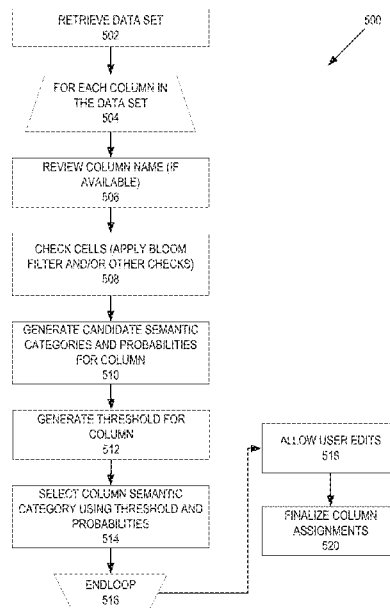 RETRIEVE DATA SET
502
500
FOR EACH COLUMN IN
THE DATA SET
504
REVIEW COLUMN NAME (IF
AVAILABLE)
506
CHECK CELLS (APPLY BLOOM
FILTER AND/OR OTHER CHECKS)
508
GENERATE CANDIDATE SEMANTIC
CATEGORIES AND PROBABILITIES
FOR COLUMN
510
GENERATE THRESHOLD FOR
COLUMN
512
SELECT COLUMN SEMANTIC
CATEGORY USING THRESHOLD AND
PROBABILITIES
514
ENDLOOP
516
ALLOW USER EDITS
518
FINALIZE COLUMN
ASSIGNMENTS
520